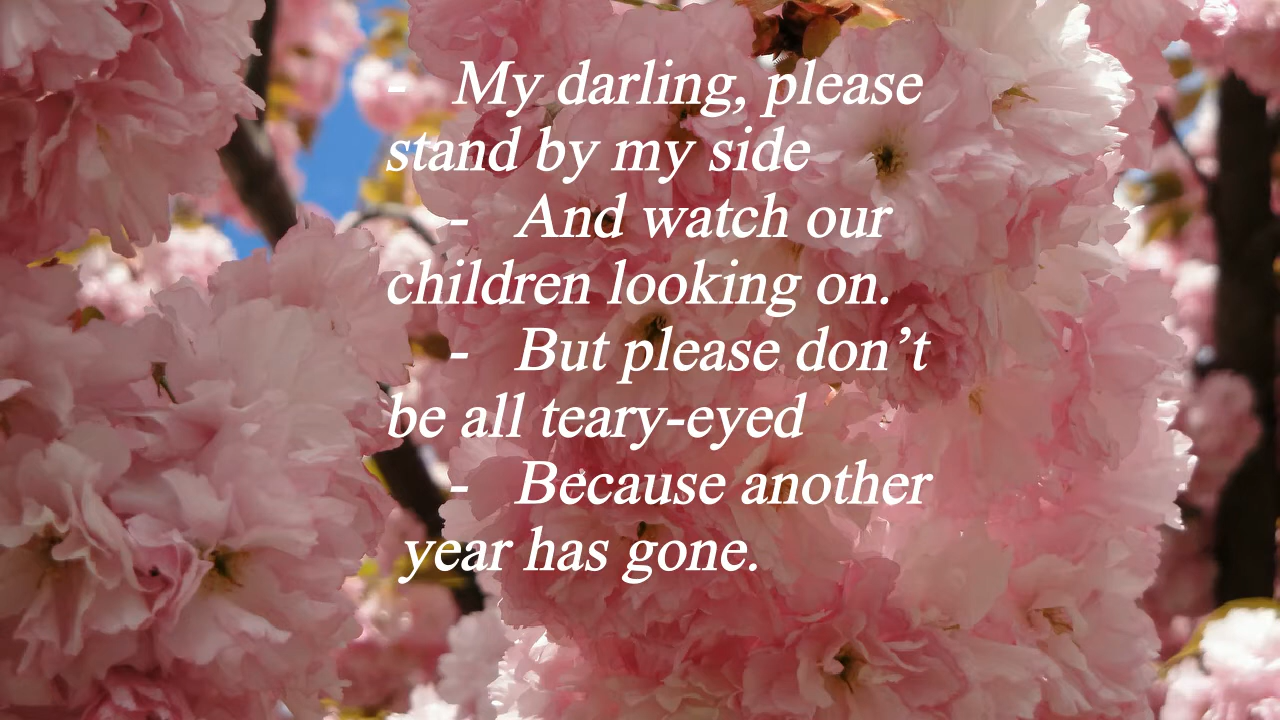 - My darling, please
stand by my side
- And watch our
children looking on.
- But please don’t
be all teary-eyed
- Because another
year has gone.